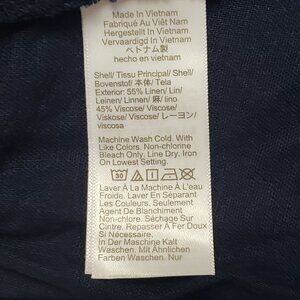 Made In Vietnam
Fabriqué Au Viêt Nam
Hergestellt In Vietnam
Vervaardigd In Vietnam
ベトナム製
hecho en vietnam
Shell/ Tissu Principal/ Shell/
Bovenstof/ 本体/ Tela
Exterior: 55% Linen/ Lin/
Leinen/ Linnen/ 麻/ lino
45% Viscose/ Viscose/
Viskose/ Viscose/ レーヨン/
viscosa
Machine Wash Cold. With
Like Colors. Non-chlorine
Bleach Only. Line Dry. Iron
On Lowest Setting.
30
Laver À La Machine À L'eau
Froide. Laver En Séparant
Les Couleurs. Seulement
Agent De Blanchiment
Non-chlore. Séchage Sur
Cintre. Repasser À Fer Doux
Si Nécessaire.
In Der Maschine Kalt
Waschen. Mit Ähnlichen
Farben Waschen. Nur